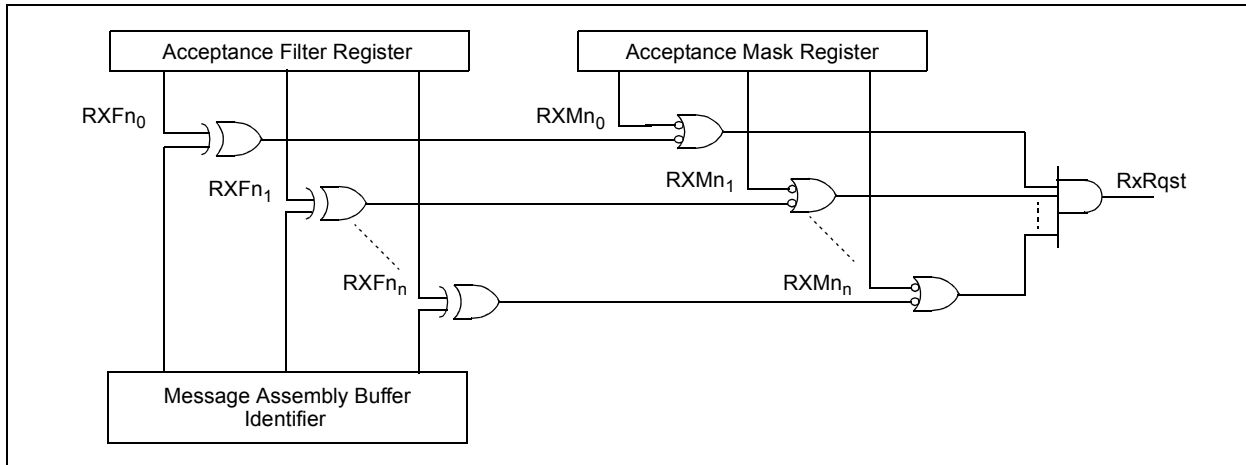 Acceptance Filter Register
Acceptance Mask Register
RXFn₀
RXMn₀
RXFn₁
RXMn₁
RxRqst
RXFnₙ
RXMnₙ
Message Assembly Buffer
Identifier